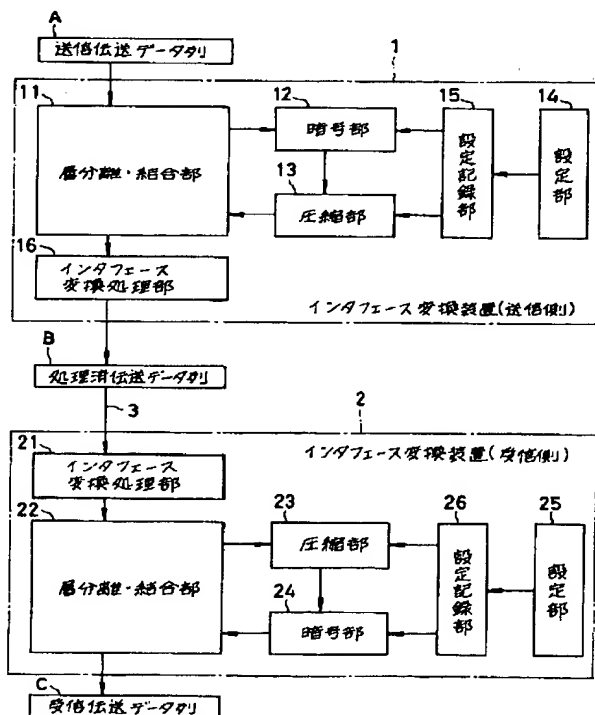 A
送信伝送データ列
1
11
層分離・結合部
12
暗号部
13
圧縮部
15
設定記録部
14
設定部
16
インタフェース
変換処理部
インタフェース変換装置(送信側)
B
処理済伝送データ列
3
2
21
インタフェース
変換処理部
インタフェース変換装置(受信側)
22
層分離・結合部
23
圧縮部
24
暗号部
26
設定記録部
25
設定部
C
受信伝送データ列